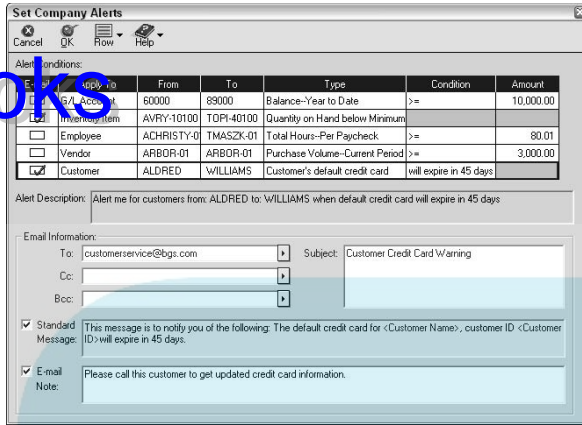 Set Company Alerts
Cancel OK Row Help
Alert Conditions:
Apply To From To Type Condition Amount
60000 89000 Balance--Year to Date >= 10,000.00
Inventory Item AVRY-10100 TOPI-40100 Quantity on Hand below Minimum
Employee ACHRISTY-0 TMASZK-01 Total Hours--Per Paycheck >= 80.01
Vendor ARBOR-01 ARBOR-01 Purchase Volume--Current Period >= 3,000.00
Customer ALDRED WILLIAMS Customer's default credit card will expire in 45 days
Alert Description: Alert me for customers from: ALDRED to: WILLIAMS when default credit card will expire in 45 days
Email Information:
To: customerservice@bgs.com Subject: Customer Credit Card Warning
Cc:
Bcc:
Standard Message: This message is to notify you of the following: The default credit card for <Customer Name>, customer ID <Customer
ID>will expire in 45 days.
E-mail Note: Please call this customer to get updated credit card information.
oks